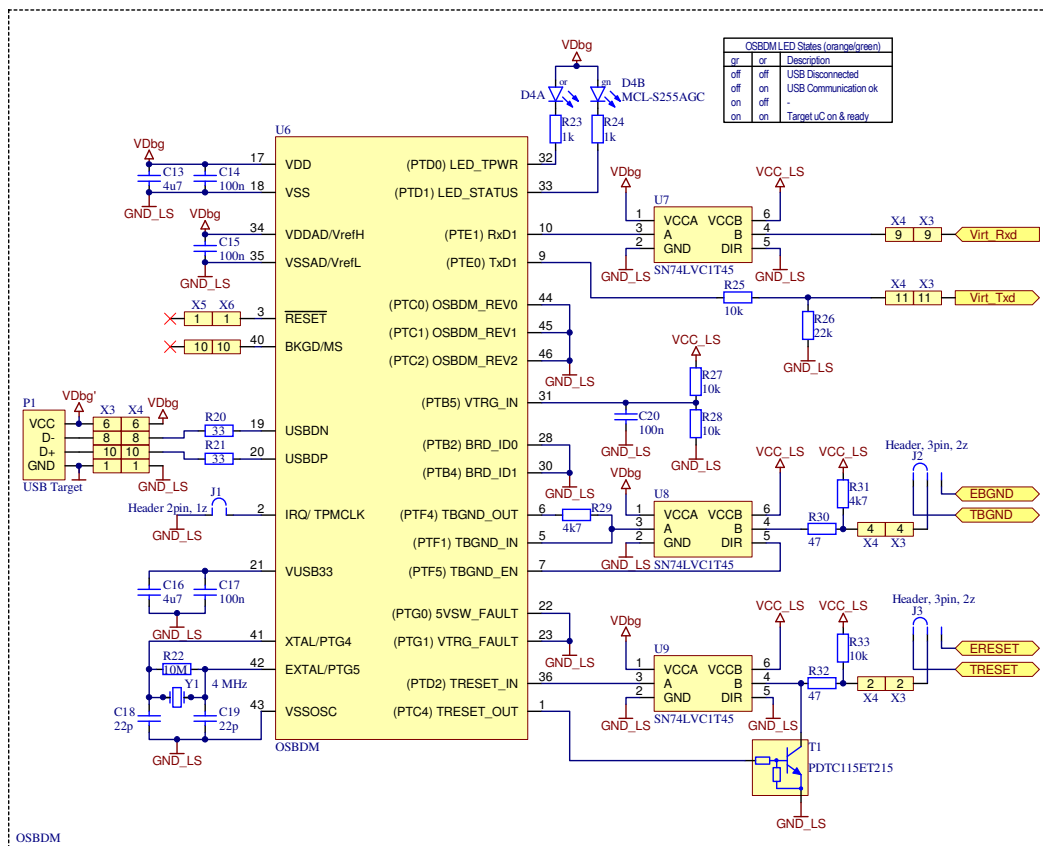 OSBDM LED States (orange/green)
gr or Description
off off USB Disconnected
off on USB Communication ok
on off -
on on Target uC on & ready
VDbg
D4A or gn D4B
MCL-S255AGC
R23 R24
1k 1k
U6
VDbg
17 VDD
C13 C14
4u7 100n
18 VSS
GND_LS
VDbg
34 VDDAD/VrefH
C15
100n
35 VSSAD/VrefL
GND_LS
X5 X6
1 1 3 RESET
10 10 40 BKGD/MS
VDbg' VDbg
P1 X3 X4
VCC 6 6 R20
D- 8 8 33 19 USBDN
D+ 10 10 R21
GND 1 1 33 20 USBDP
USB Target GND_LS
J1
Header 2pin, 1z 2 IRQ/ TPMCLK
GND_LS
21 VUSB33
C16 C17
4u7 100n
GND_LS
41 XTAL/PTG4
R22
10M 42 EXTAL/PTG5
Y1 4 MHz
C18 C19 43 VSSOSC
22p 22p
GND_LS
OSBDM
(PTD0) LED_TPWR 32
(PTD1) LED_STATUS 33
(PTE1) RxD1 10
(PTE0) TxD1 9
(PTC0) OSBDM_REV0 44
(PTC1) OSBDM_REV1 45
(PTC2) OSBDM_REV2 46
GND_LS
(PTB5) VTRG_IN 31
(PTB2) BRD_ID0 28
(PTB4) BRD_ID1 30
GND_LS
(PTF4) TBGND_OUT 6 R29
4k7
(PTF1) TBGND_IN 5
(PTF5) TBGND_EN 7
(PTG0) 5VSW_FAULT 22
(PTG1) VTRG_FAULT 23
GND_LS
(PTD2) TRESET_IN 36
(PTC4) TRESET_OUT 1
VDbg U7 VCC_LS
1 VCCA VCCB 6
3 A B 4
2 GND DIR 5
GND_LS SN74LVC1T45 GND_LS
X4 X3
9 9 Virt_Rxd
R25
10k
X4 X3
11 11 Virt_Txd
R26
22k
GND_LS
VCC_LS
R27
10k
C20 R28
100n 10k
GND_LS GND_LS
VDbg U8 VCC_LS
1 VCCA VCCB 6
3 A B 4
2 GND DIR 5
GND_LS SN74LVC1T45
VCC_LS
R31
4k7
R30
47
4 4
X4 X3
Header, 3pin, 2z
J2
EBGND
TBGND
VDbg U9 VCC_LS
1 VCCA VCCB 6
3 A B 4
2 GND DIR 5
GND_LS SN74LVC1T45 GND_LS
VCC_LS
R33
10k
R32
47
2 2
X4 X3
Header, 3pin, 2z
J3
ERESET
TRESET
T1
PDTC115ET215
GND_LS
OSBDM